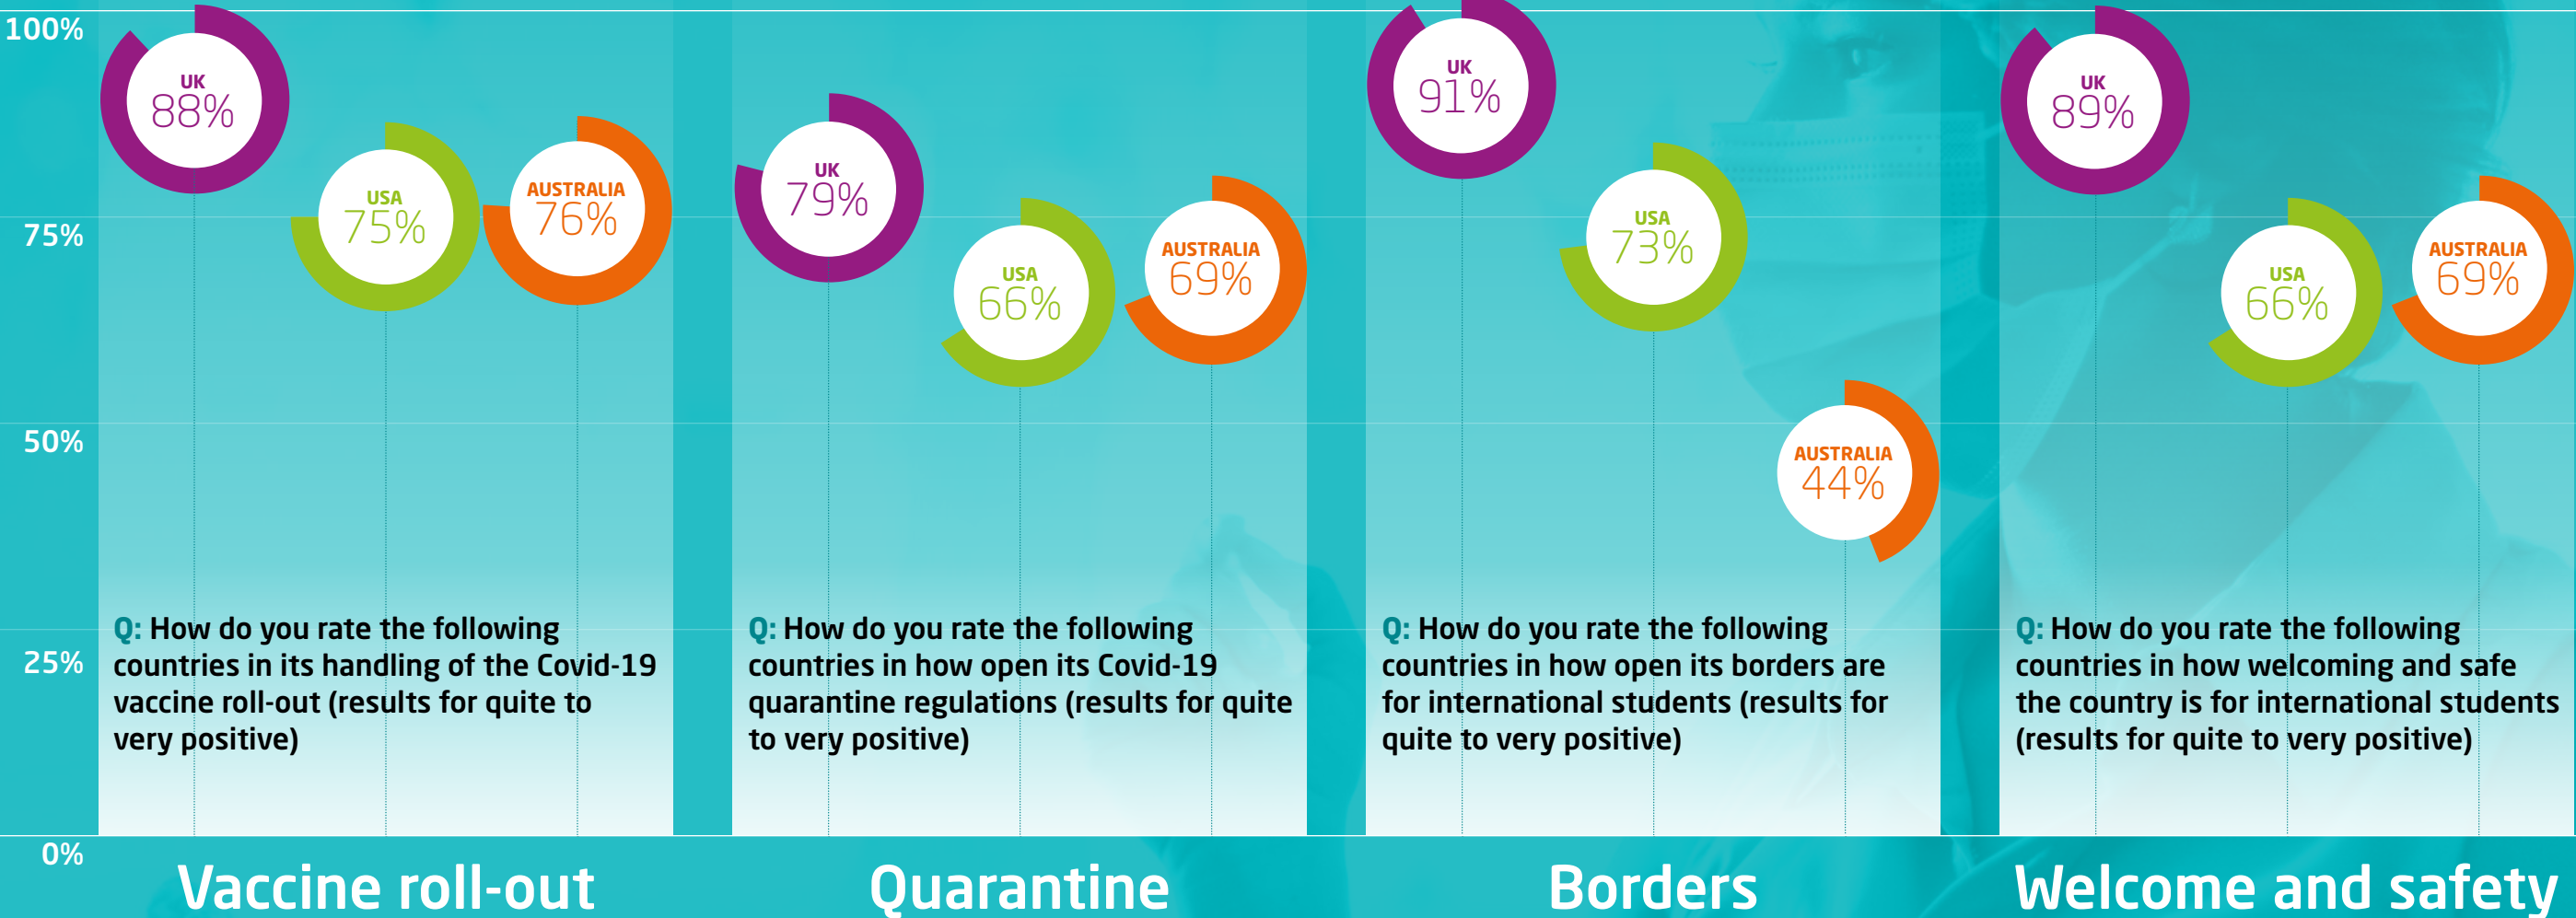 100%
75%
50%
25%
0%
UK
88%
USA
75%
AUSTRALIA
76%
Q: How do you rate the following
countries in its handling of the Covid-19
vaccine roll-out (results for quite to
very positive)
Vaccine roll-out
UK
79%
USA
66%
AUSTRALIA
69%
Q: How do you rate the following
countries in how open its Covid-19
quarantine regulations (results for quite
to very positive)
Quarantine
UK
91%
USA
73%
AUSTRALIA
44%
Q: How do you rate the following
countries in how open its borders are
for international students (results for
quite to very positive)
Borders
UK
89%
USA
66%
AUSTRALIA
69%
Q: How do you rate the following
countries in how welcoming and safe
the country is for international students
(results for quite to very positive)
Welcome and safety